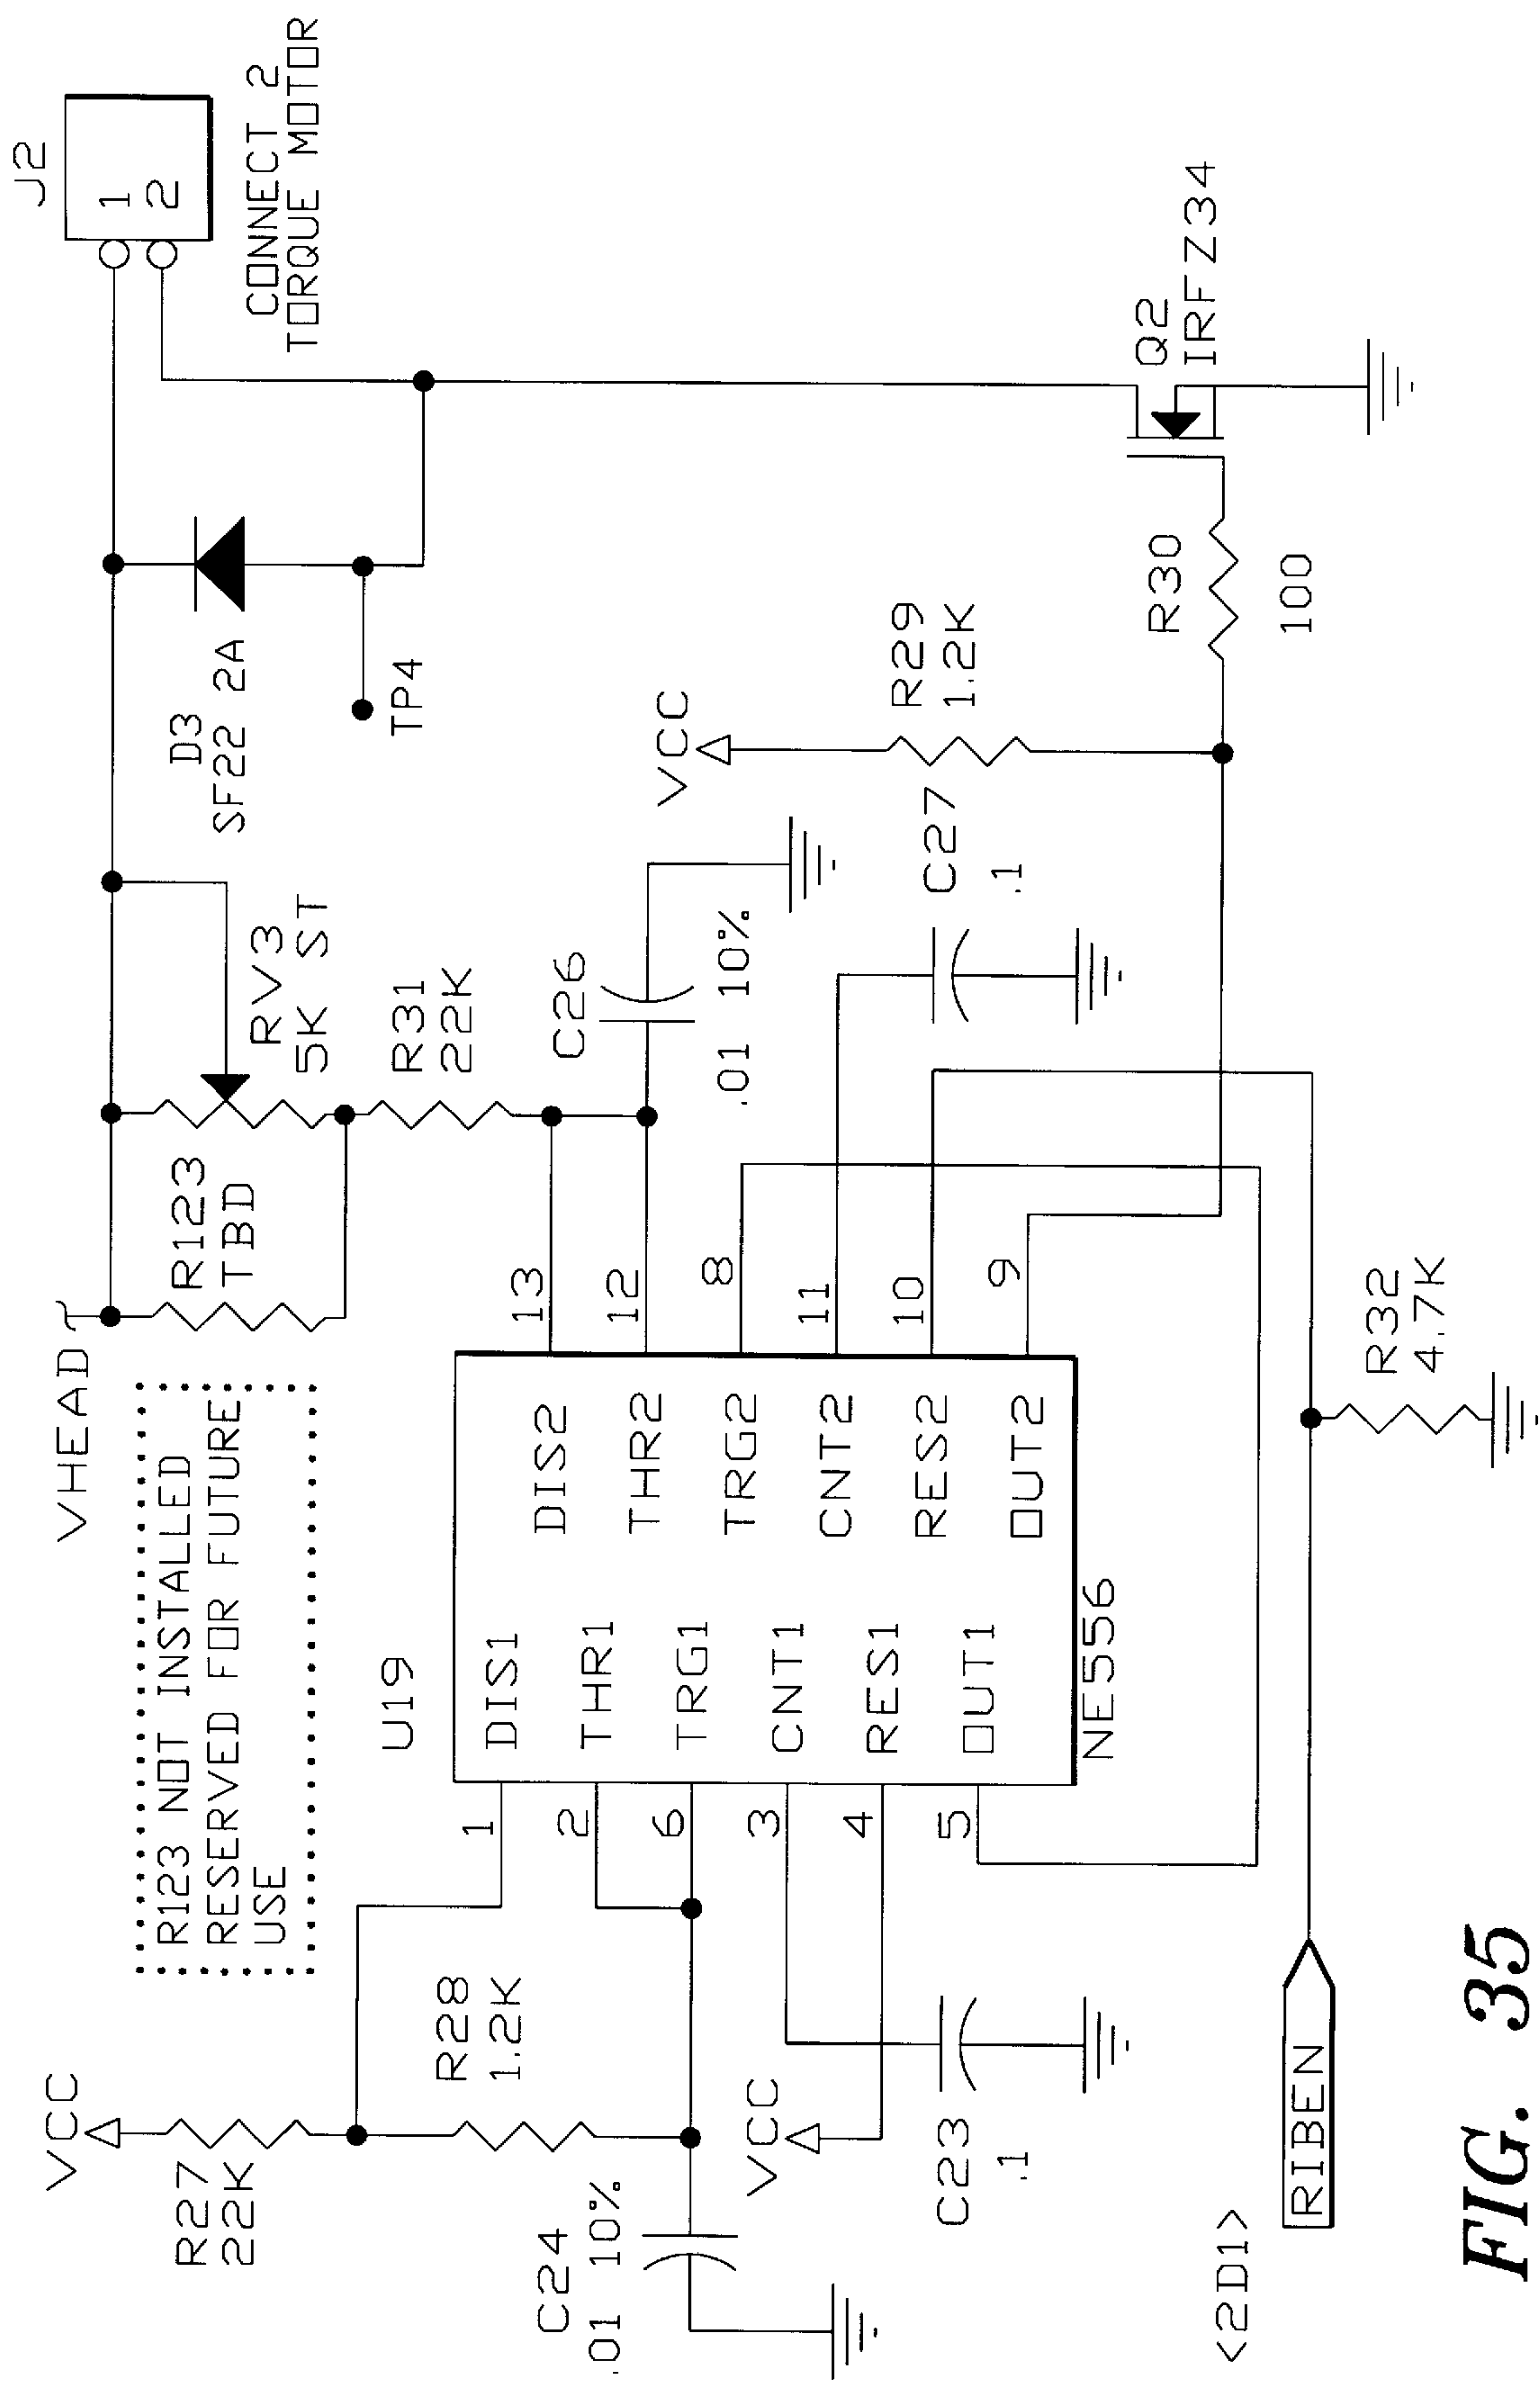 VHEAD
R123 NOT INSTALLED
RESERVED FOR FUTURE
USE
R123
TBD
RV3
5K ST
D3
SF22 2A
TP4
J2
1
2
CONNECT 2
TORQUE MOTOR
VCC
R27
22K
R28
1.2K
C24
.01 10%
VCC
C23
.1
U19
1
DIS1
2
THR1
6
TRG1
3
CNT1
4
RES1
5
OUT1
DIS2
13
THR2
12
TRG2
8
CNT2
11
RES2
10
OUT2
9
NE556
R31
22K
C26
.01 10%
C27
.1
VCC
R29
1.2K
R30
100
Q2
IRFZ34
<2D1>
RIBEN
R32
4.7K
FIG. 35